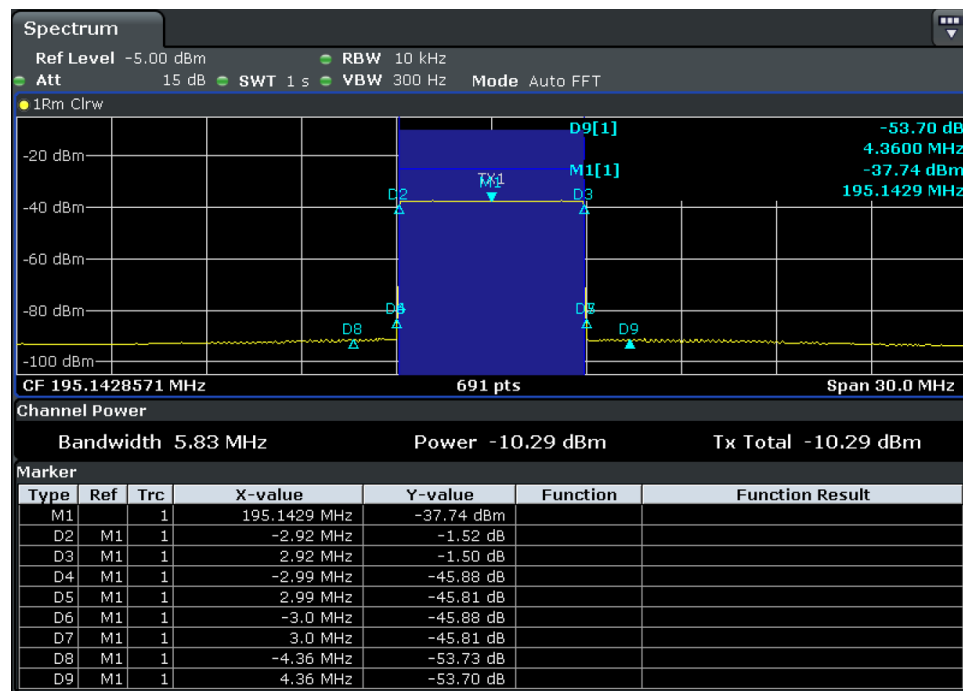 Spectrum
Ref Level -5.00 dBm RBW 10 kHz
Att 15 dB SWT 1 s VBW 300 Hz Mode Auto FFT
1Rm Clrw
D9[1] -53.70 dB
4.3600 MHz
M1[1] -37.74 dBm
195.1429 MHz
-20 dBm
TX1
M1
D2 D3
-40 dBm
-60 dBm
-80 dBm
D8 D9
-100 dBm
CF 195.1428571 MHz 691 pts Span 30.0 MHz
Channel Power
Bandwidth 5.83 MHz Power -10.29 dBm Tx Total -10.29 dBm
Marker
Type Ref Trc X-value Y-value Function Function Result
M1 1 195.1429 MHz -37.74 dBm
D2 M1 1 -2.92 MHz -1.52 dB
D3 M1 1 2.92 MHz -1.50 dB
D4 M1 1 -2.99 MHz -45.88 dB
D5 M1 1 2.99 MHz -45.81 dB
D6 M1 1 -3.0 MHz -45.88 dB
D7 M1 1 3.0 MHz -45.81 dB
D8 M1 1 -4.36 MHz -53.73 dB
D9 M1 1 4.36 MHz -53.70 dB